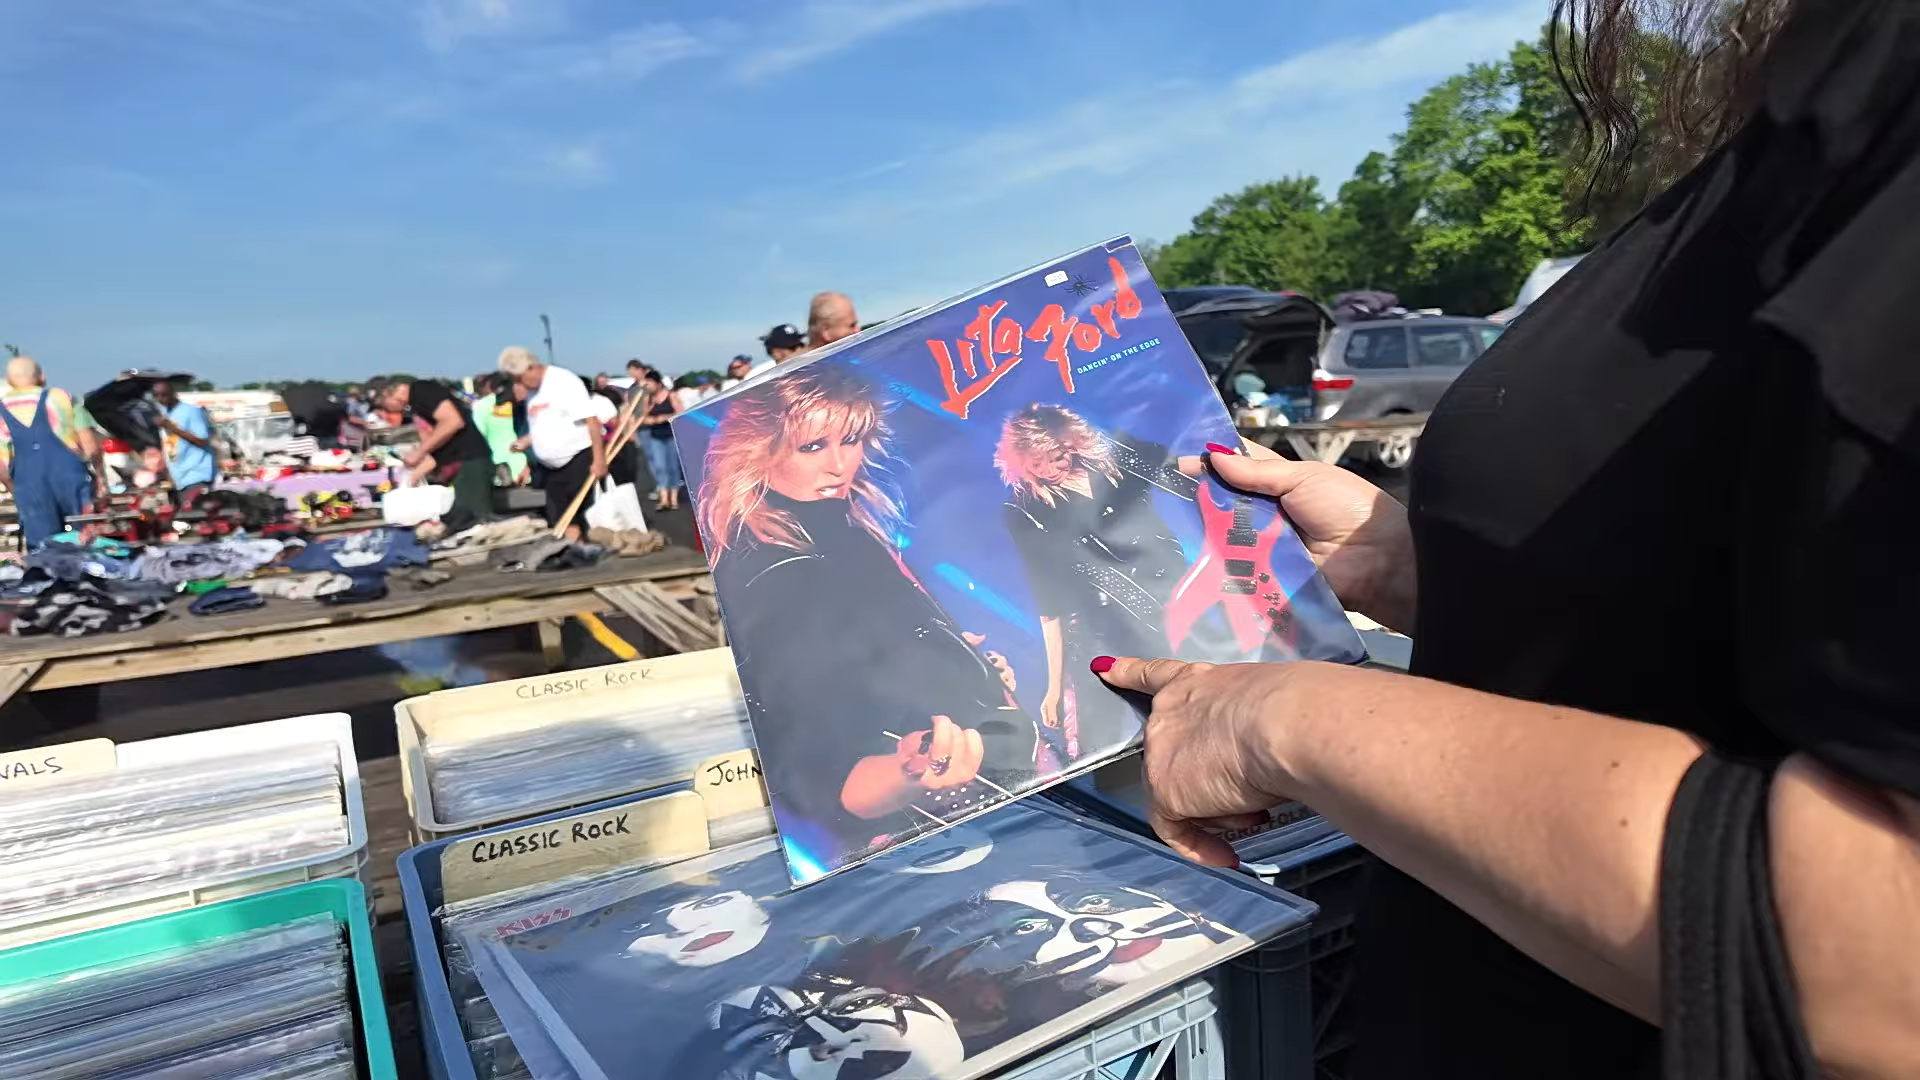 Lita Ford
DANCIN' ON THE EDGE
CLASSIC ROCK
VALS
JOHN
CLASSIC ROCK
KISS